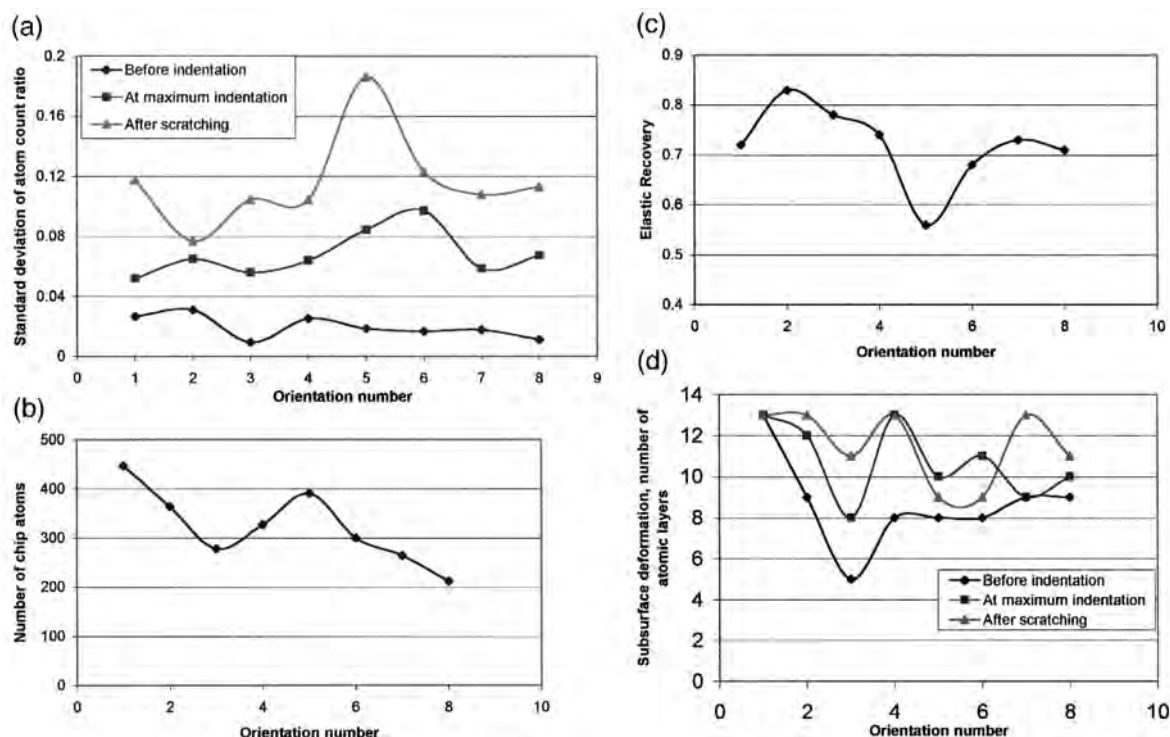 (a)
0.2
0.16
0.12
0.08
0.04
0
Standard deviation of atom count ratio
Before indentation
At maximum indentation
After scratching
0 1 2 3 4 5 6 7 8 9
Orientation number
(b)
500
400
300
200
100
0
Number of chip atoms
0 2 4 6 8 10
Orientation number
(c)
0.9
0.8
0.7
0.6
0.5
0.4
Elastic Recovery
0 2 4 6 8 10
Orientation number
(d)
14
12
10
8
6
4
2
0
Subsurface deformation, number of
atomic layers
Before indentation
At maximum indentation
After scratching
0 2 4 6 8 10
Orientation number